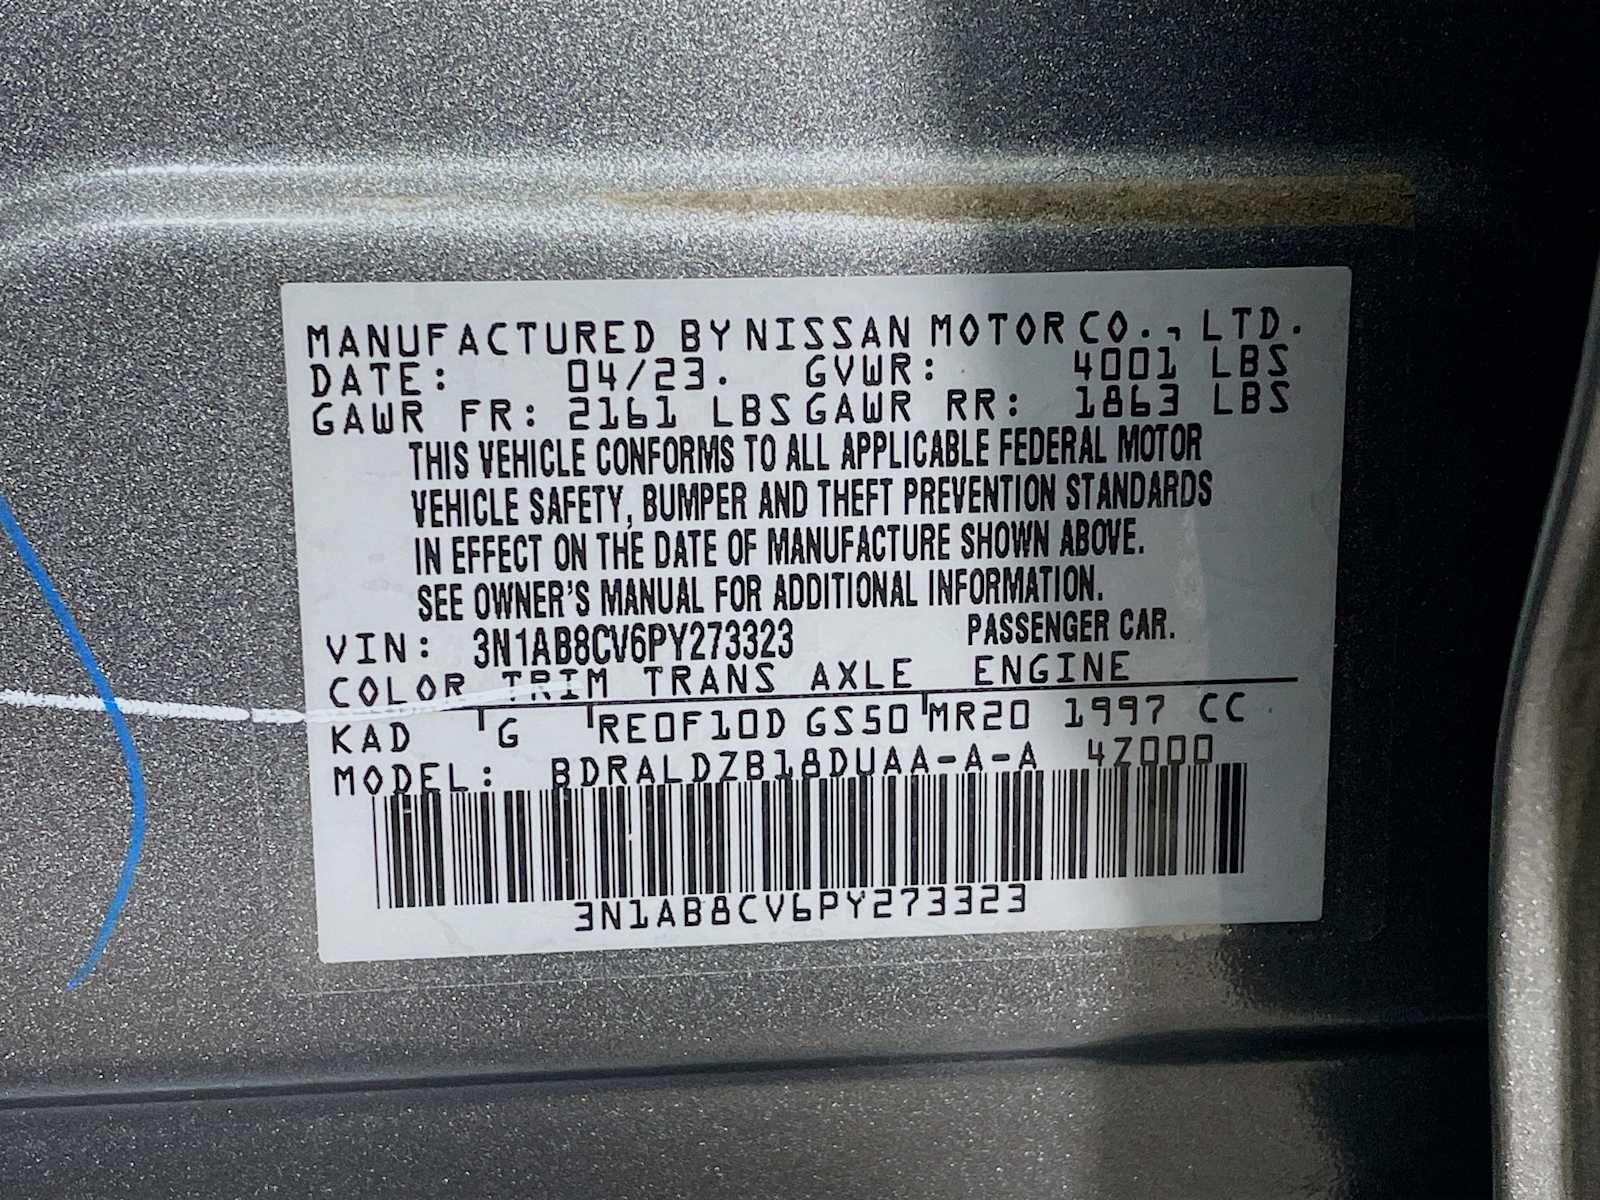 MANUFACTURED BY NISSAN MOTOR CO., LTD.
DATE: 04/23. GVWR: 4001 LBS
GAWR FR: 2161 LBS GAWR RR: 1863 LBS
THIS VEHICLE CONFORMS TO ALL APPLICABLE FEDERAL MOTOR
VEHICLE SAFETY, BUMPER AND THEFT PREVENTION STANDARDS
IN EFFECT ON THE DATE OF MANUFACTURE SHOWN ABOVE.
SEE OWNER'S MANUAL FOR ADDITIONAL INFORMATION.
VIN: 3N1AB8CV6PY273323 PASSENGER CAR.
COLOR TRIM TRANS AXLE ENGINE
KAD G RE0F10D GS50 MR20 1997 CC
MODEL: BDRALDZB18DUAA-A-A 4Z000
3N1AB8CV6PY273323